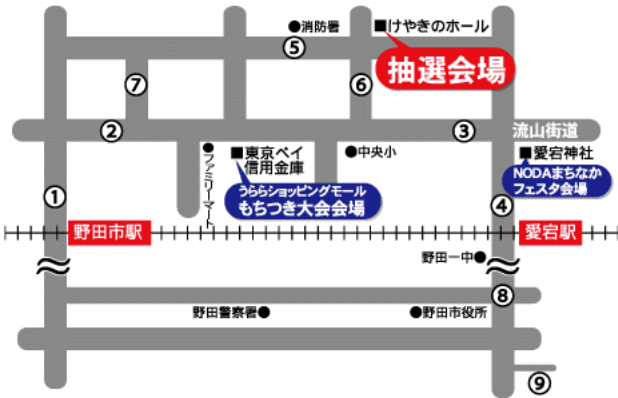 ●消防署
■けやきのホール
⑤
抽選会場
⑦
⑥
②
③
流山街道
●ファミリーマート
■東京ベイ
信用金庫
●中央小
■愛宕神社
うららショッピングモール
もちつき大会会場
NODAまちなか
フェスタ会場
①
④
野田市駅
愛宕駅
野田一中●
⑧
野田警察署●
●野田市役所
⑨